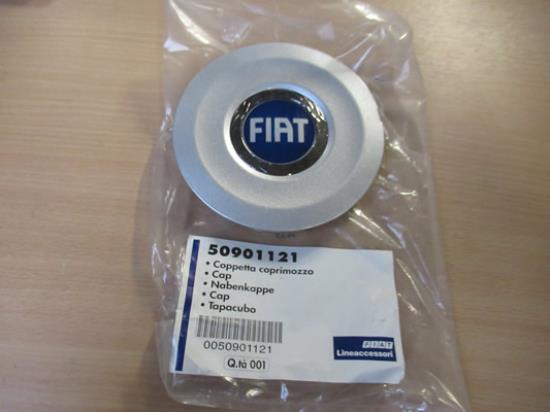 FIAT
50901121
• Coppetta coprimozzo
• Cap
• Nabenkappe
• Cap
• Tapacubo
0050901121
Q.tà 001
FIAT
Lineaccessori